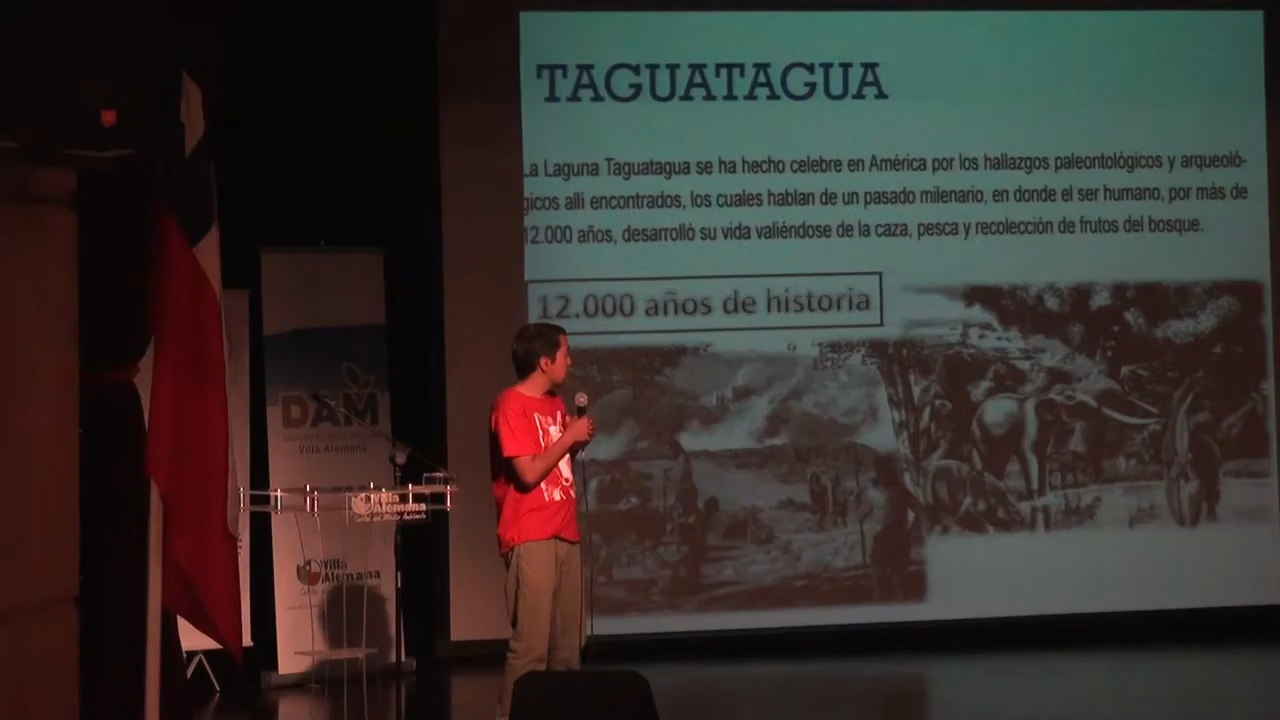 TAGUATAGUA
La Laguna Taguatagua se ha hecho celebre en América por los hallazgos paleontológicos y arqueoló-
gicos allí encontrados, los cuales hablan de un pasado milenario, en donde el ser humano, por más de
12.000 años, desarrolló su vida valiéndose de la caza, pesca y recolección de frutos del bosque.
12.000 años de historia
DAM
Villa Alemana
Villa
Alemana
Villa
Alemana